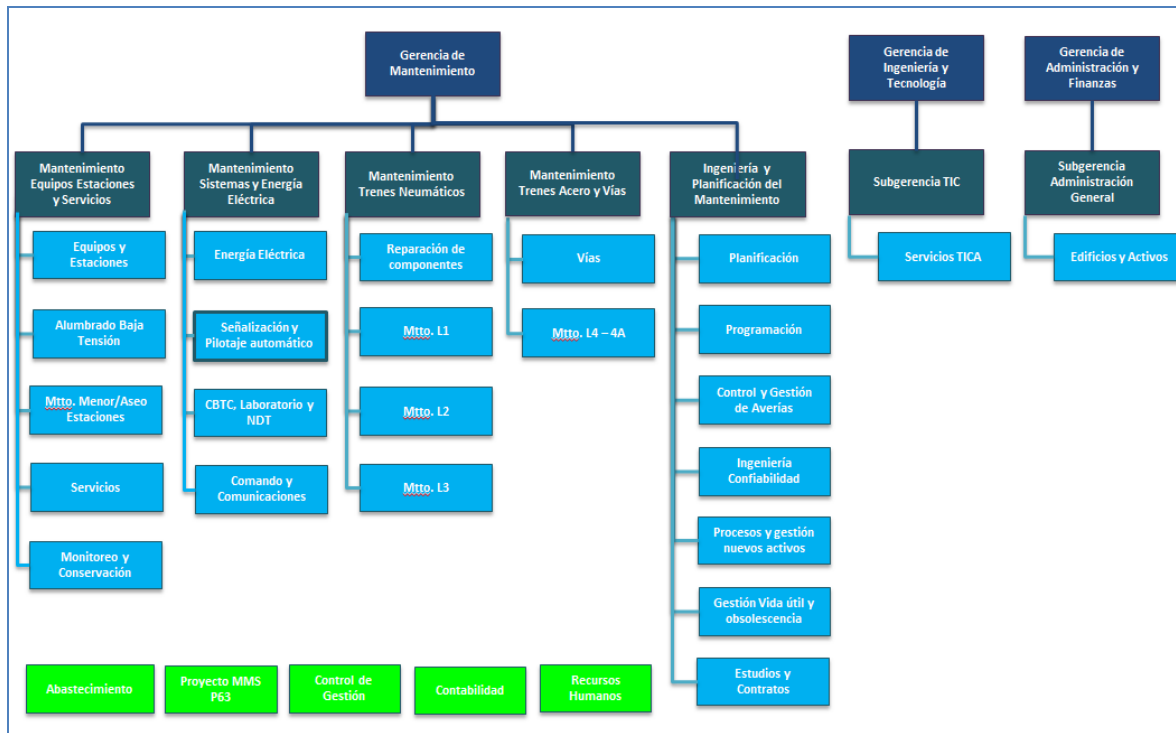 Gerencia de
Mantenimiento
Gerencia de
Ingeniería y
Tecnología
Gerencia de
Administración y
Finanzas
Mantenimiento
Equipos Estaciones
y Servicios
Mantenimiento
Sistemas y Energía
Eléctrica
Mantenimiento
Trenes Neumáticos
Mantenimiento
Trenes Acero y Vías
Ingeniería y
Planificación del
Mantenimiento
Subgerencia TIC
Subgerencia
Administración
General
Equipos y
Estaciones
Alumbrado Baja
Tensión
Mtto. Menor/Aseo
Estaciones
Servicios
Monitoreo y
Conservación
Energía Eléctrica
Señalización y
Pilotaje automático
CBTC, Laboratorio y
NDT
Comando y
Comunicaciones
Reparación de
componentes
Mtto. L1
Mtto. L2
Mtto. L3
Vías
Mtto. L4 – 4A
Planificación
Programación
Control y Gestión
de Averías
Ingeniería
Confiabilidad
Procesos y gestión
nuevos activos
Gestión Vida útil y
obsolescencia
Estudios y
Contratos
Servicios TICA
Edificios y Activos
Abastecimiento
Proyecto MMS
P63
Control de
Gestión
Contabilidad
Recursos
Humanos